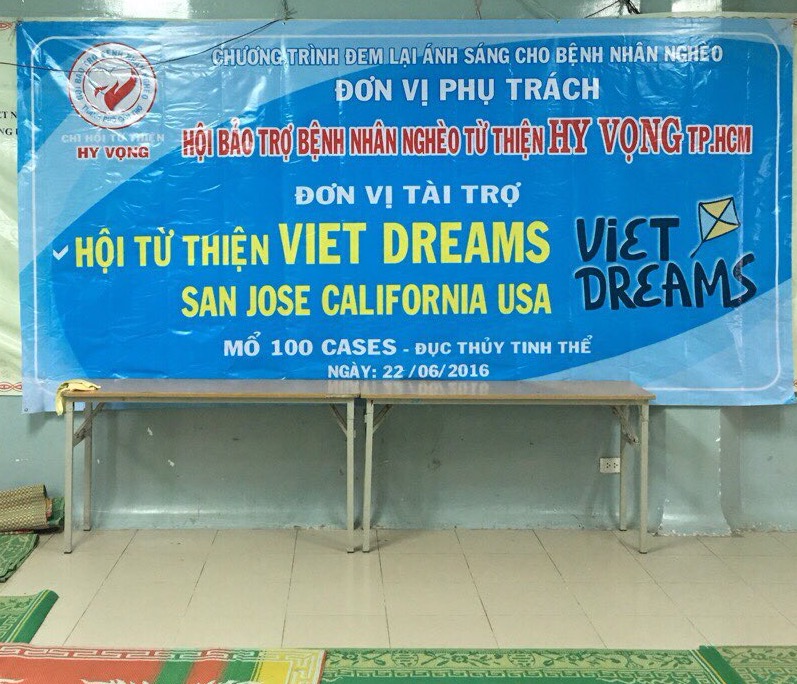 CHƯƠNG TRÌNH ĐEM LẠI ÁNH SÁNG CHO BỆNH NHÂN NGHÈO
ĐƠN VỊ PHỤ TRÁCH
CHI HỘI TỪ THIỆN
HY VỌNG
HỘI BẢO TRỢ BỆNH NHÂN NGHÈO TỪ THIỆN HY VỌNG TP.HCM
ĐƠN VỊ TÀI TRỢ
HỘI TỪ THIỆN VIET DREAMS
SAN JOSE CALIFORNIA USA
VIET
DREAMS
MỔ 100 CASES - ĐỤC THỦY TINH THỂ
NGÀY: 22/06/2016